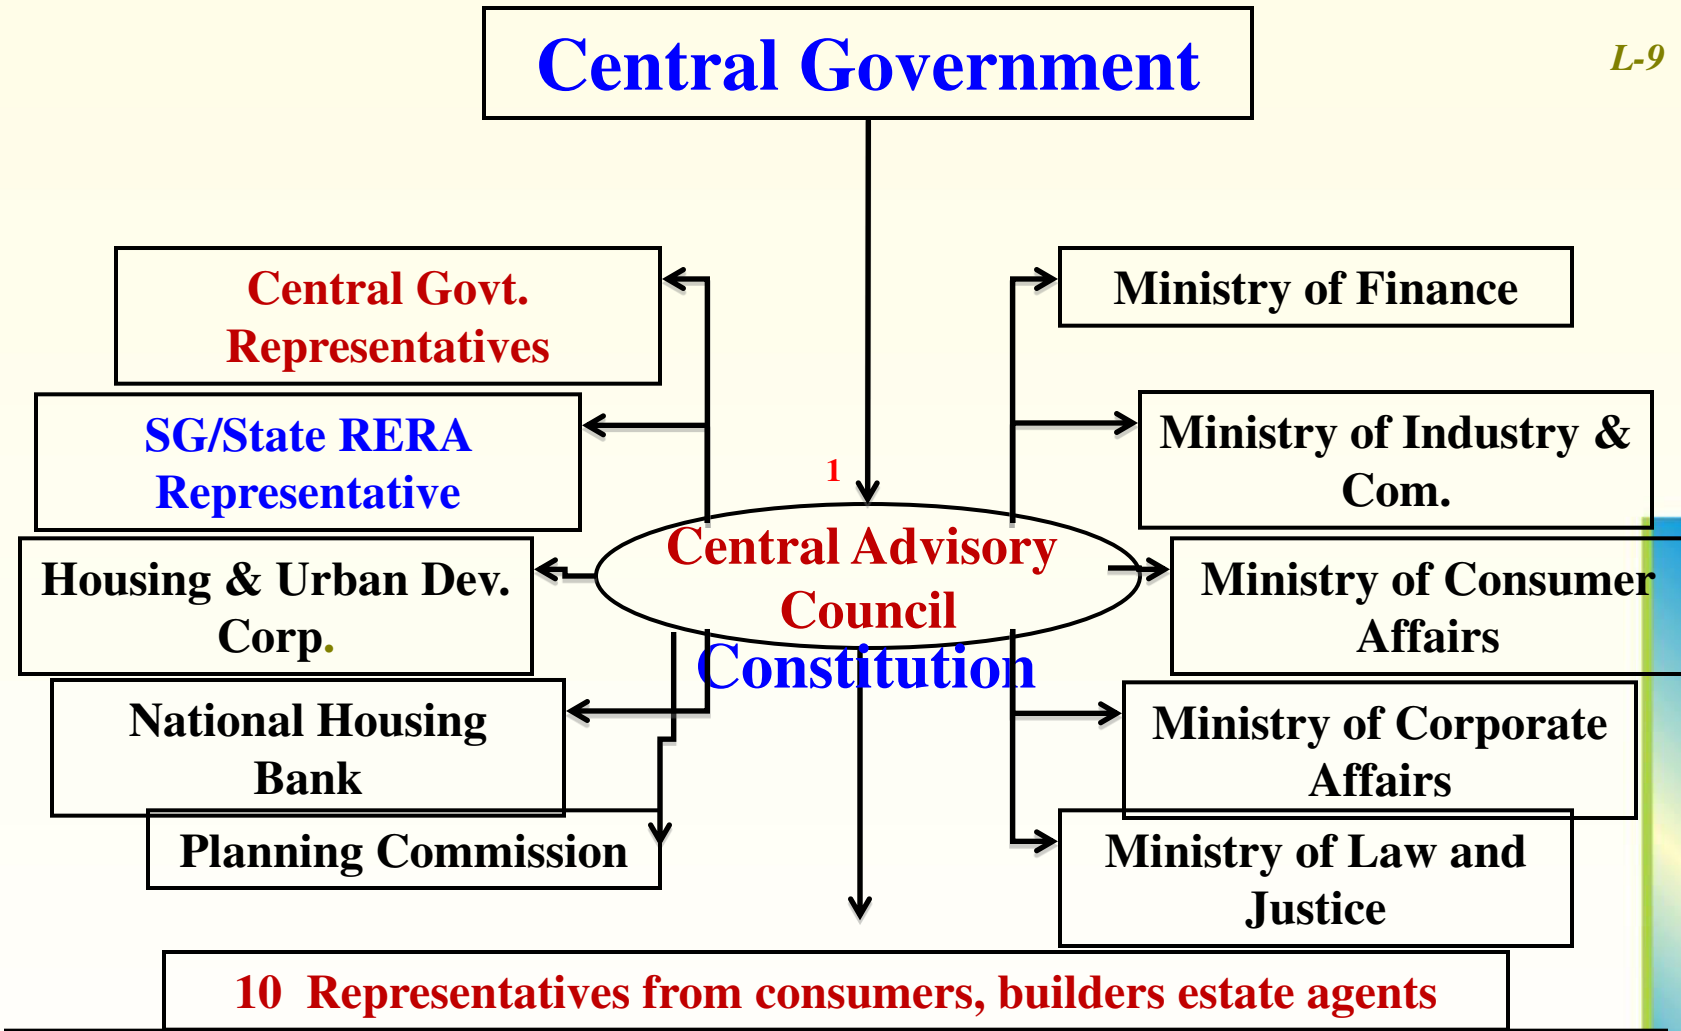 Central Government
L-9
Central Govt.
Representatives
Ministry of Finance
SG/State RERA
Representative
Ministry of Industry &
Com.
1
Central Advisory
Council
Constitution
Housing & Urban Dev.
Corp.
Ministry of Consumer
Affairs
National Housing
Bank
Ministry of Corporate
Affairs
Planning Commission
Ministry of Law and
Justice
10 Representatives from consumers, builders estate agents